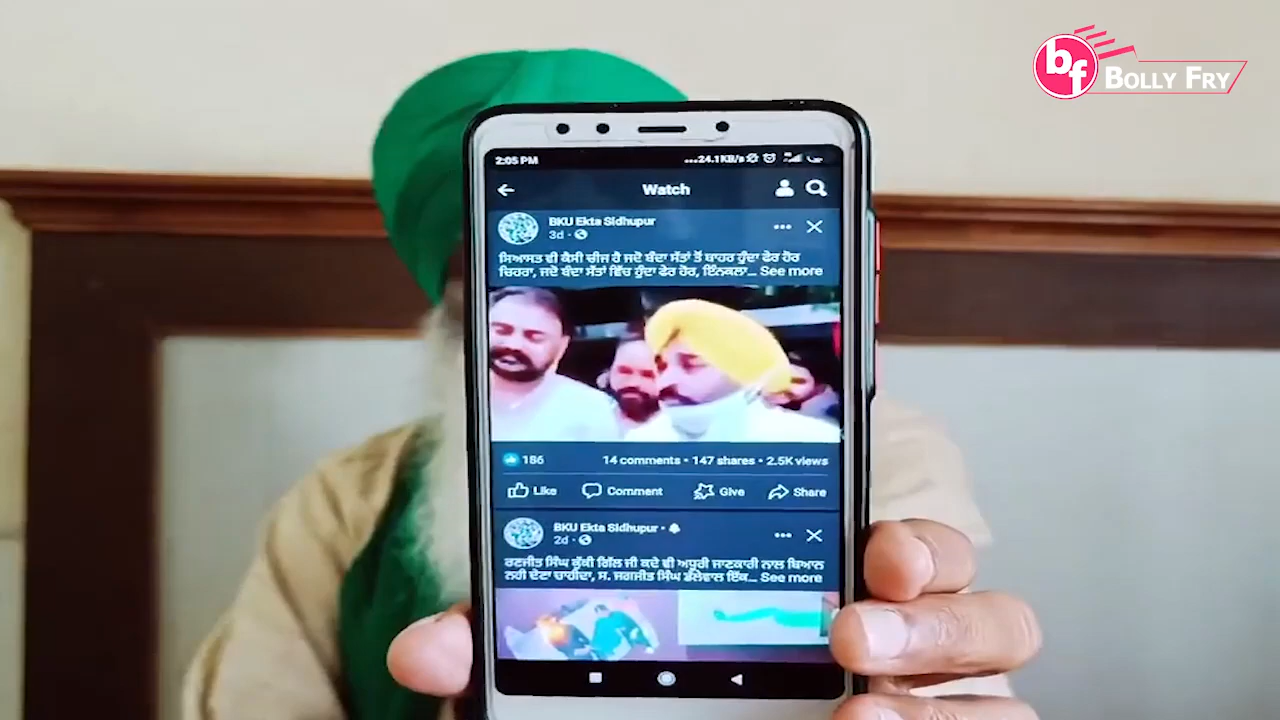 bf BOLLY FRY
2:05 PM ...24.1KB/s
Watch
BKU Ekta Sidhupur
3d
ਸਿਆਸਤ ਵੀ ਕੈਸੀ ਚੀਜ ਹੈ ਜਦੋ ਬੰਦਾ ਸੱਤਾਂ ਤੋਂ ਬਾਹਰ ਹੁੰਦਾ ਫੇਰ ਹੋਰ
ਚਿਹਰਾ, ਜਦੋ ਬੰਦਾ ਸੱਤਾਂ ਵਿੱਚ ਹੁੰਦਾ ਫੇਰ ਹੋਰ, ਇੰਨਕਲਾ... See more
186 14 comments • 147 shares • 2.5K views
Like Comment Give Share
BKU Ekta Sidhupur
2d
ਰਣਜੀਤ ਸਿੰਘ ਕੁੱਕੀ ਗਿੱਲ ਜੀ ਕਦੇ ਵੀ ਅਧੂਰੀ ਜਾਣਕਾਰੀ ਨਾਲ ਬਿਆਨ
ਨਹੀ ਦੇਣਾ ਚਾਹੀਦਾ, ਸ. ਜਗਜੀਤ ਸਿੰਘ ਡੱਲੇਵਾਲ ਇੱਕ... See more